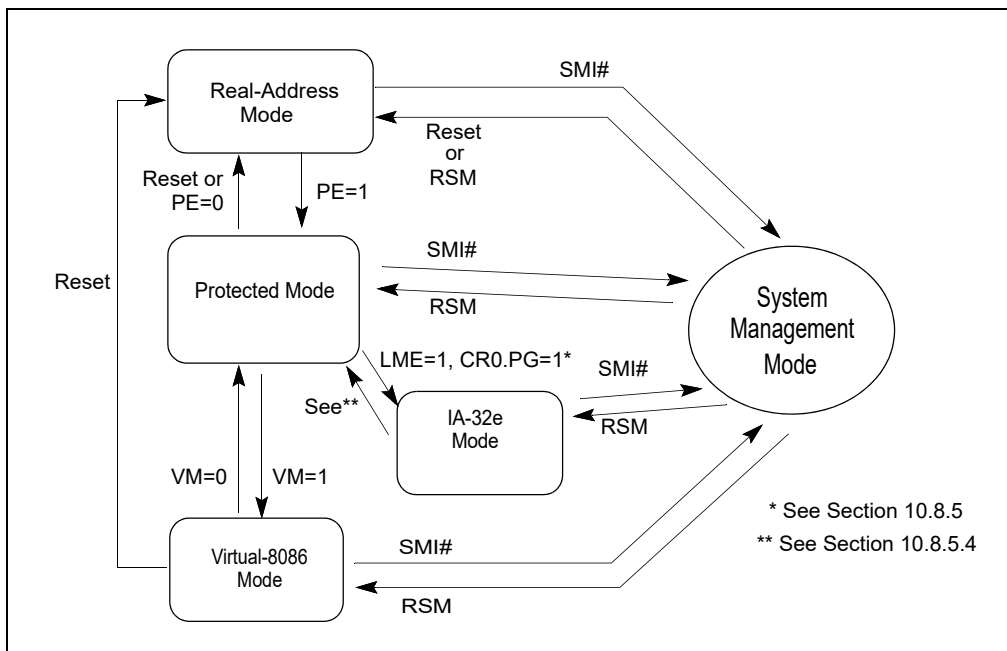 Real-Address
Mode
SMI#
Reset
or
RSM
Reset or
PE=0
PE=1
Reset
Protected Mode
SMI#
RSM
System
Management
Mode
LME=1, CR0.PG=1*
SMI#
See**
IA-32e
Mode
RSM
VM=0
VM=1
* See Section 10.8.5
** See Section 10.8.5.4
Virtual-8086
Mode
SMI#
RSM